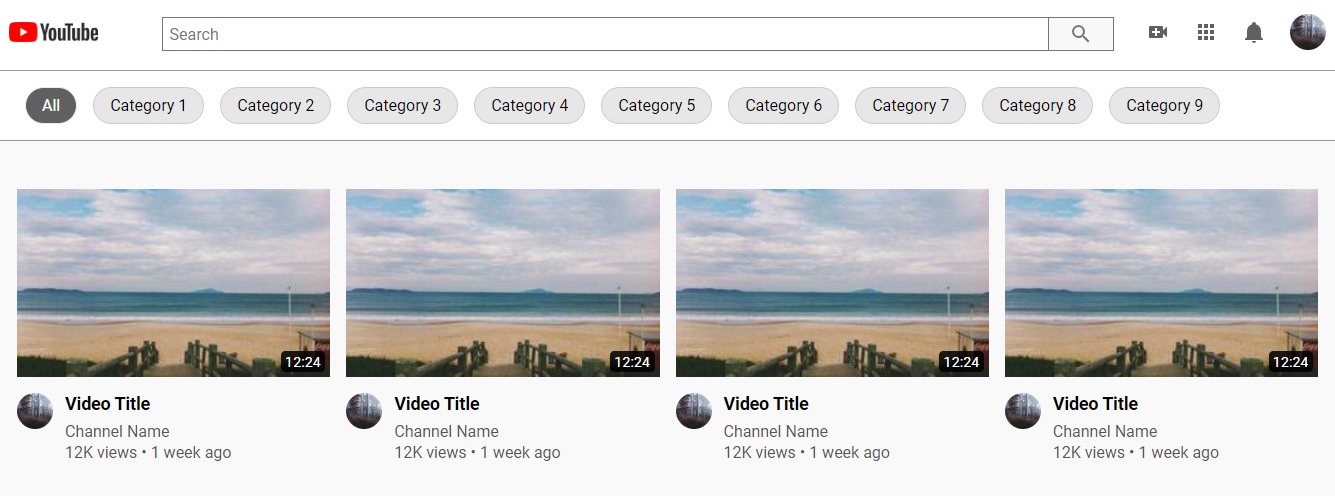 YouTube
Search
All Category 1 Category 2 Category 3 Category 4 Category 5 Category 6 Category 7 Category 8 Category 9
12:24 12:24 12:24 12:24
Video Title Video Title Video Title Video Title
Channel Name Channel Name Channel Name Channel Name
12K views • 1 week ago 12K views • 1 week ago 12K views • 1 week ago 12K views • 1 week ago